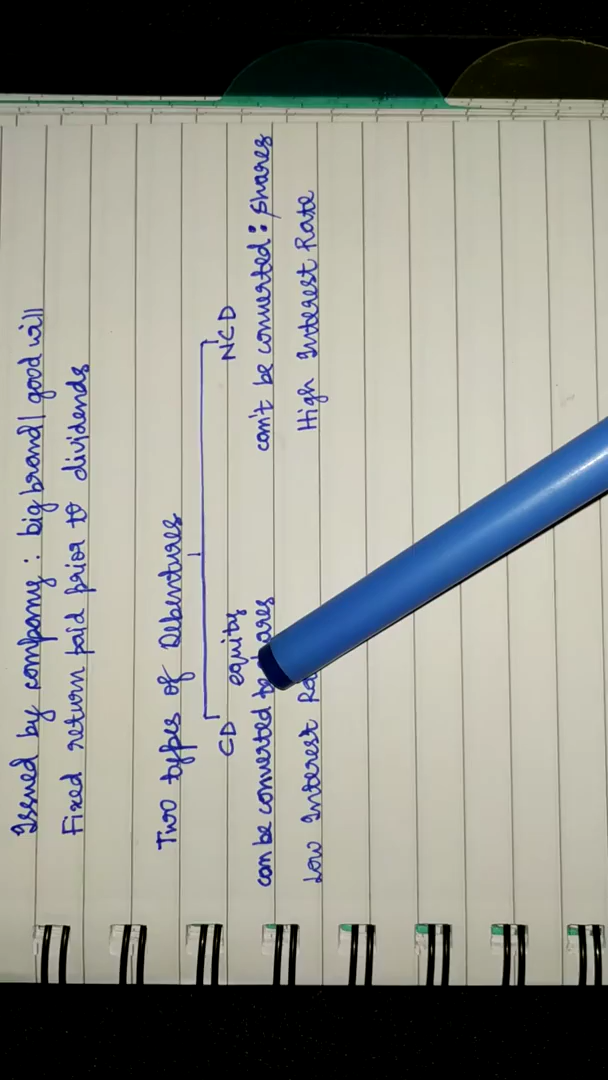 Issued by company : big brand / good will
Fixed return paid prior to dividends
Two types of Debentures
CD NCD
equity
can be converted to shares can't be converted : shares
Low Interest High Interest Rate